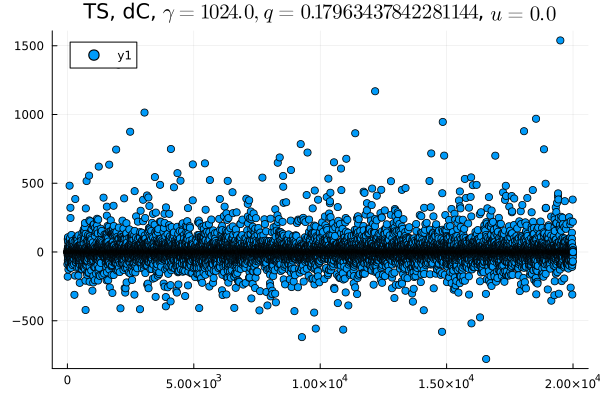 TS, dC, γ = 1024.0, q = 0.17963437842281144, u = 0.0
y1
1500
1000
500
0
−500
0 5.00×10³ 1.00×10⁴ 1.50×10⁴ 2.00×10⁴